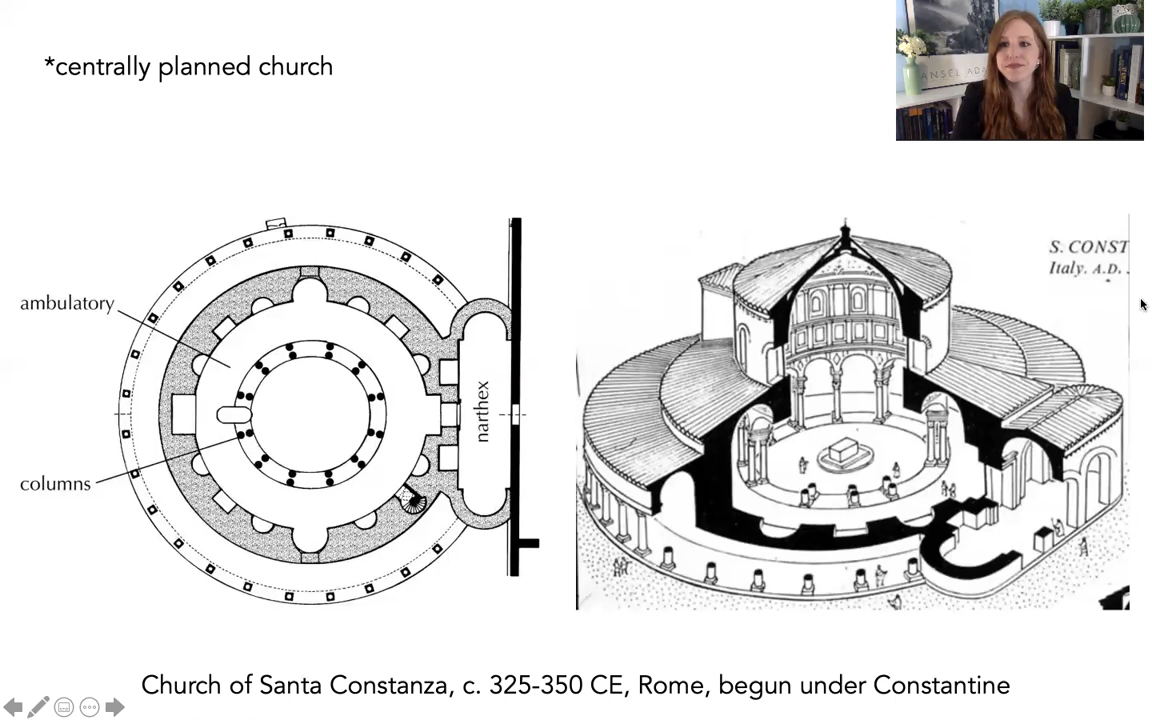 *centrally planned church
ANSEL ADA
S. CONST
Italy. A.D.
ambulatory
narthex
columns
Church of Santa Constanza, c. 325-350 CE, Rome, begun under Constantine